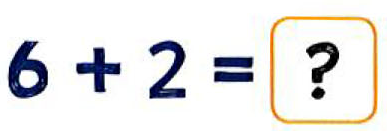 6 + 2 = ?